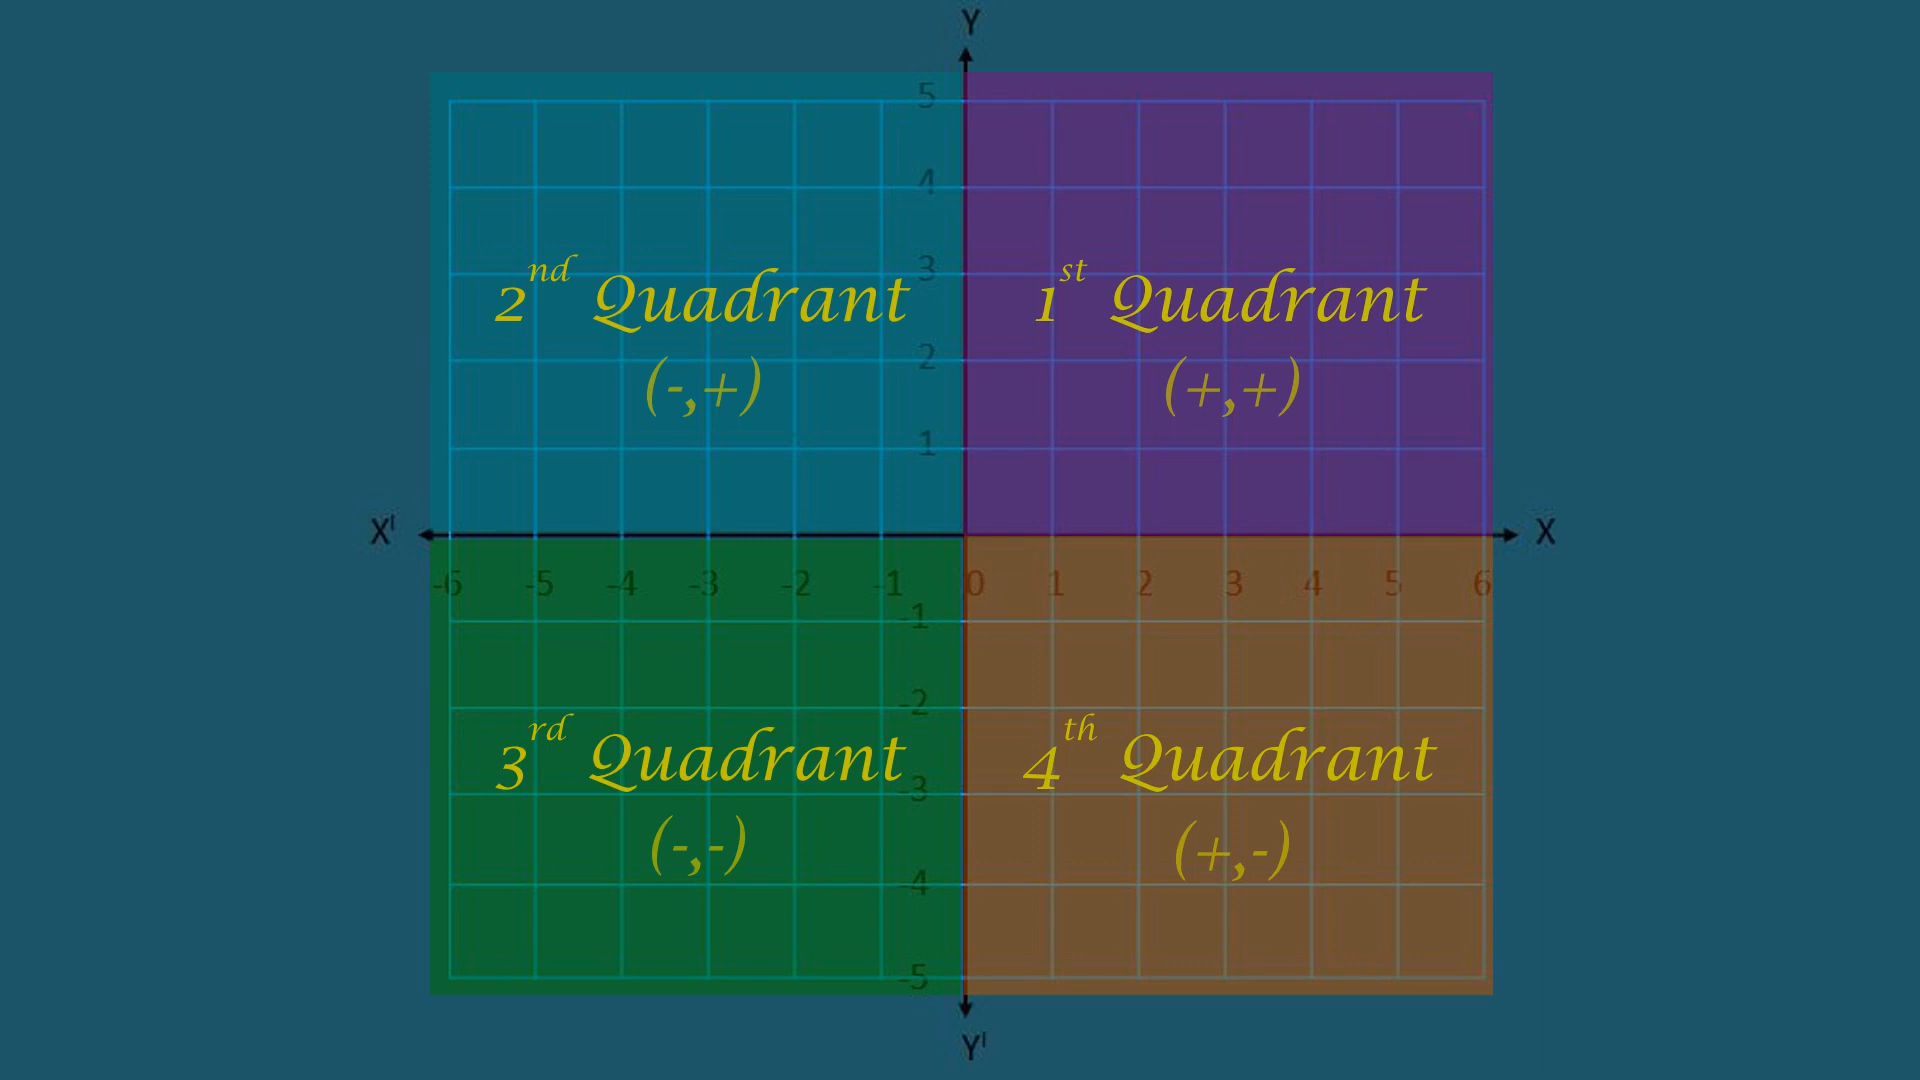 Y
5
4
3
2nd Quadrant 1st Quadrant
2
(-,+) (+,+)
1
X' X
-6 -5 -4 -3 -2 -1 0 1 2 3 4 5 6
-1
-2
3rd Quadrant 4th Quadrant
-3
(-,-) (+,-)
-4
-5
Y'